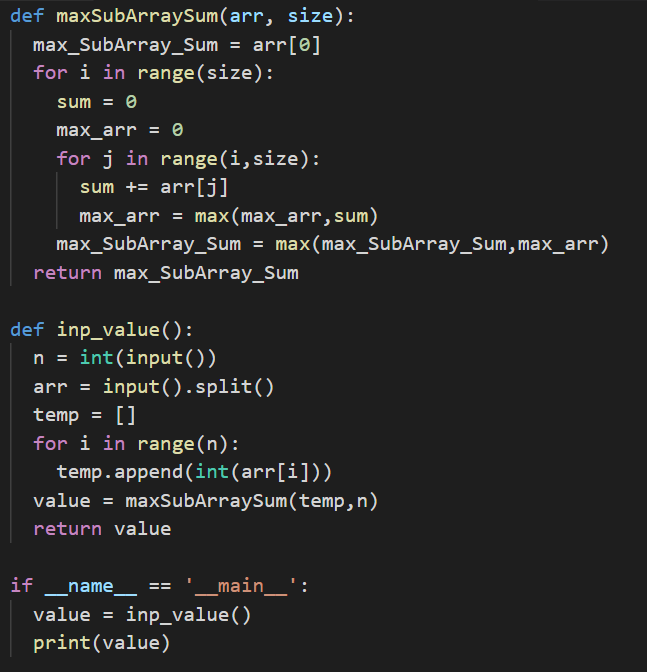 def maxSubArraySum(arr, size):
  max_SubArray_Sum = arr[0]
  for i in range(size):
    sum = 0
    max_arr = 0
    for j in range(i,size):
      sum += arr[j]
      max_arr = max(max_arr,sum)
    max_SubArray_Sum = max(max_SubArray_Sum,max_arr)
  return max_SubArray_Sum

def inp_value():
  n = int(input())
  arr = input().split()
  temp = []
  for i in range(n):
    temp.append(int(arr[i]))
  value = maxSubArraySum(temp,n)
  return value

if __name__ == '__main__':
  value = inp_value()
  print(value)